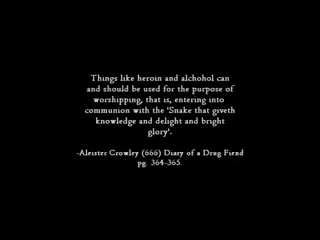 Things like heroin and alchohol can
and should be used for the purpose of
worshipping, that is, entering into
communion with the 'Snake that giveth
knowledge and delight and bright
glory'.
-Aleister Crowley (666) Diary of a Drug Fiend
pg. 364-365.